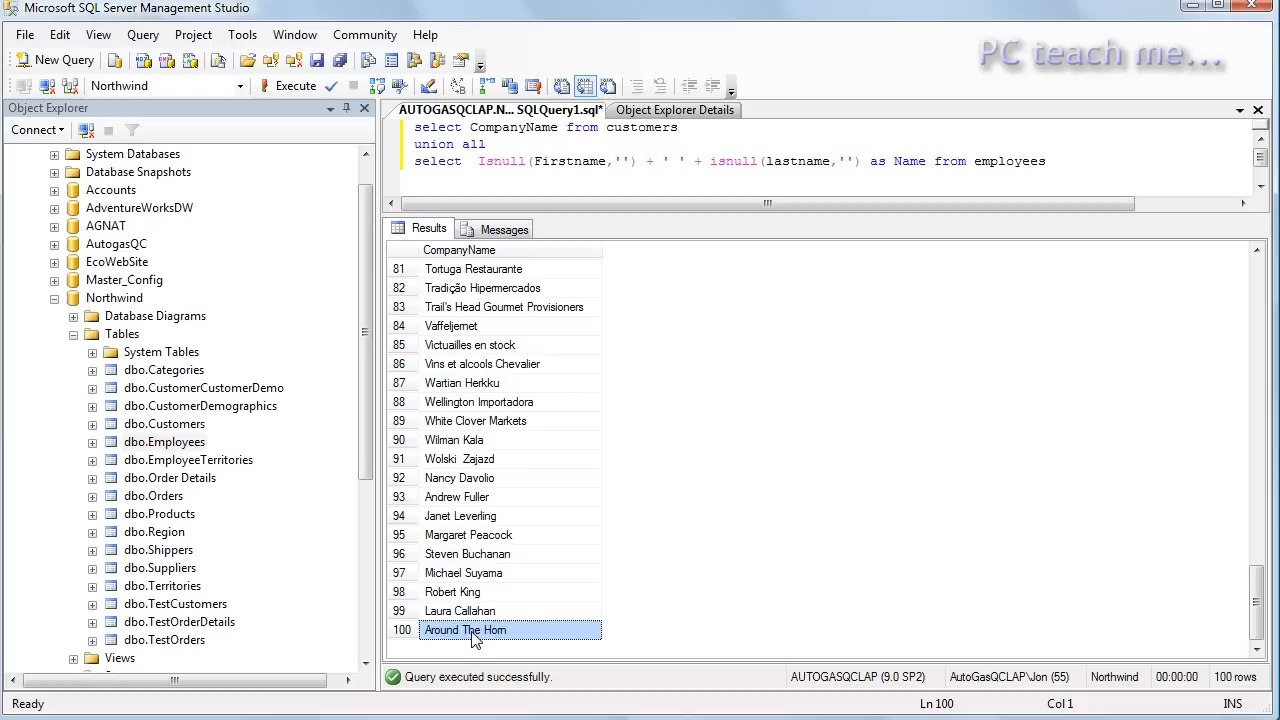 Microsoft SQL Server Management Studio
File Edit View Query Project Tools Window Community Help
New Query
PC teach me...
Northwind Execute
Object Explorer
AUTOGASQCLAP.N... SQLQuery1.sql* Object Explorer Details
Connect
select CompanyName from customers
union all
select Isnull(Firstname,'') + ' ' + isnull(lastname,'') as Name from employees
System Databases
Database Snapshots
Accounts
AdventureWorksDW
AGNAT
AutogasQC
EcoWebSite
Master_Config
Northwind
Database Diagrams
Tables
System Tables
dbo.Categories
dbo.CustomerCustomerDemo
dbo.CustomerDemographics
dbo.Customers
dbo.Employees
dbo.EmployeeTerritories
dbo.Order Details
dbo.Orders
dbo.Products
dbo.Region
dbo.Shippers
dbo.Suppliers
dbo.Territories
dbo.TestCustomers
dbo.TestOrderDetails
dbo.TestOrders
Views
Results Messages
CompanyName
81 Tortuga Restaurante
82 Tradição Hipermercados
83 Trail's Head Gourmet Provisioners
84 Vaffeljernet
85 Victuailles en stock
86 Vins et alcools Chevalier
87 Wartian Herkku
88 Wellington Importadora
89 White Clover Markets
90 Wilman Kala
91 Wolski Zajazd
92 Nancy Davolio
93 Andrew Fuller
94 Janet Leverling
95 Margaret Peacock
96 Steven Buchanan
97 Michael Suyama
98 Robert King
99 Laura Callahan
100 Around The Horn
Query executed successfully. AUTOGASQCLAP (9.0 SP2) AutoGasQCLAP\Jon (55) Northwind 00:00:00 100 rows
Ready Ln 100 Col 1 INS